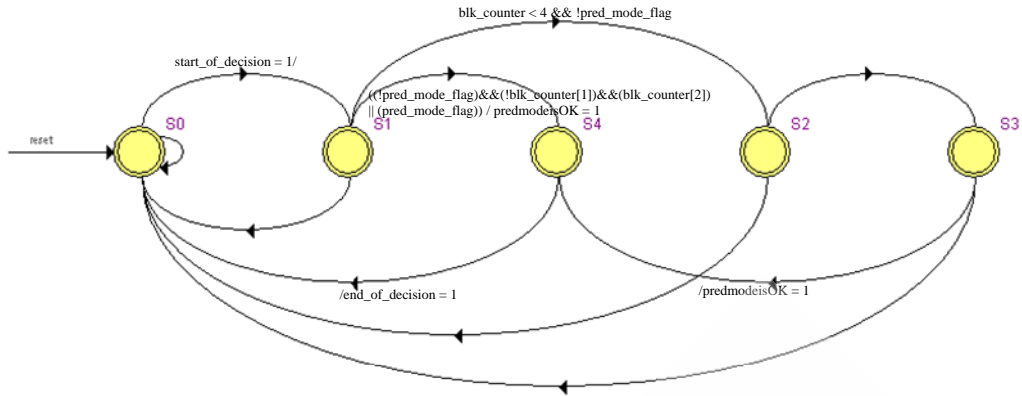 blk_counter < 4 && !pred_mode_flag
start_of_decision = 1/
((!pred_mode_flag)&&(!blk_counter[1])&&(blk_counter[2])
|| (pred_mode_flag)) / predmodeisOK = 1
reset
S0
S1
S4
S2
S3
/end_of_decision = 1
/predmodeisOK = 1